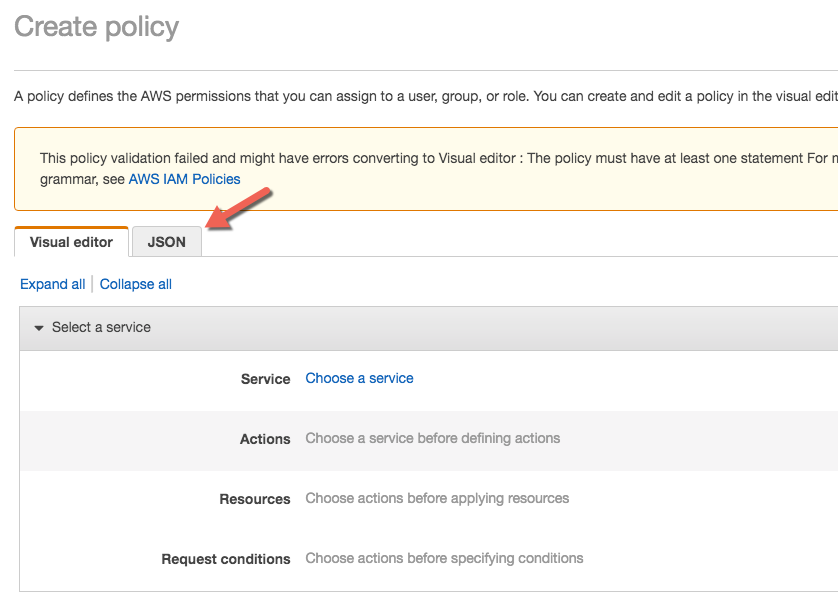 Create policy
A policy defines the AWS permissions that you can assign to a user, group, or role. You can create and edit a policy in the visual
This policy validation failed and might have errors converting to Visual editor : The policy must have at least one statement For
grammar, see AWS IAM Policies
Visual editor JSON
Expand all Collapse all
Select a service
Service Choose a service
Actions Choose a service before defining actions
Resources Choose actions before applying resources
Request conditions Choose actions before specifying conditions